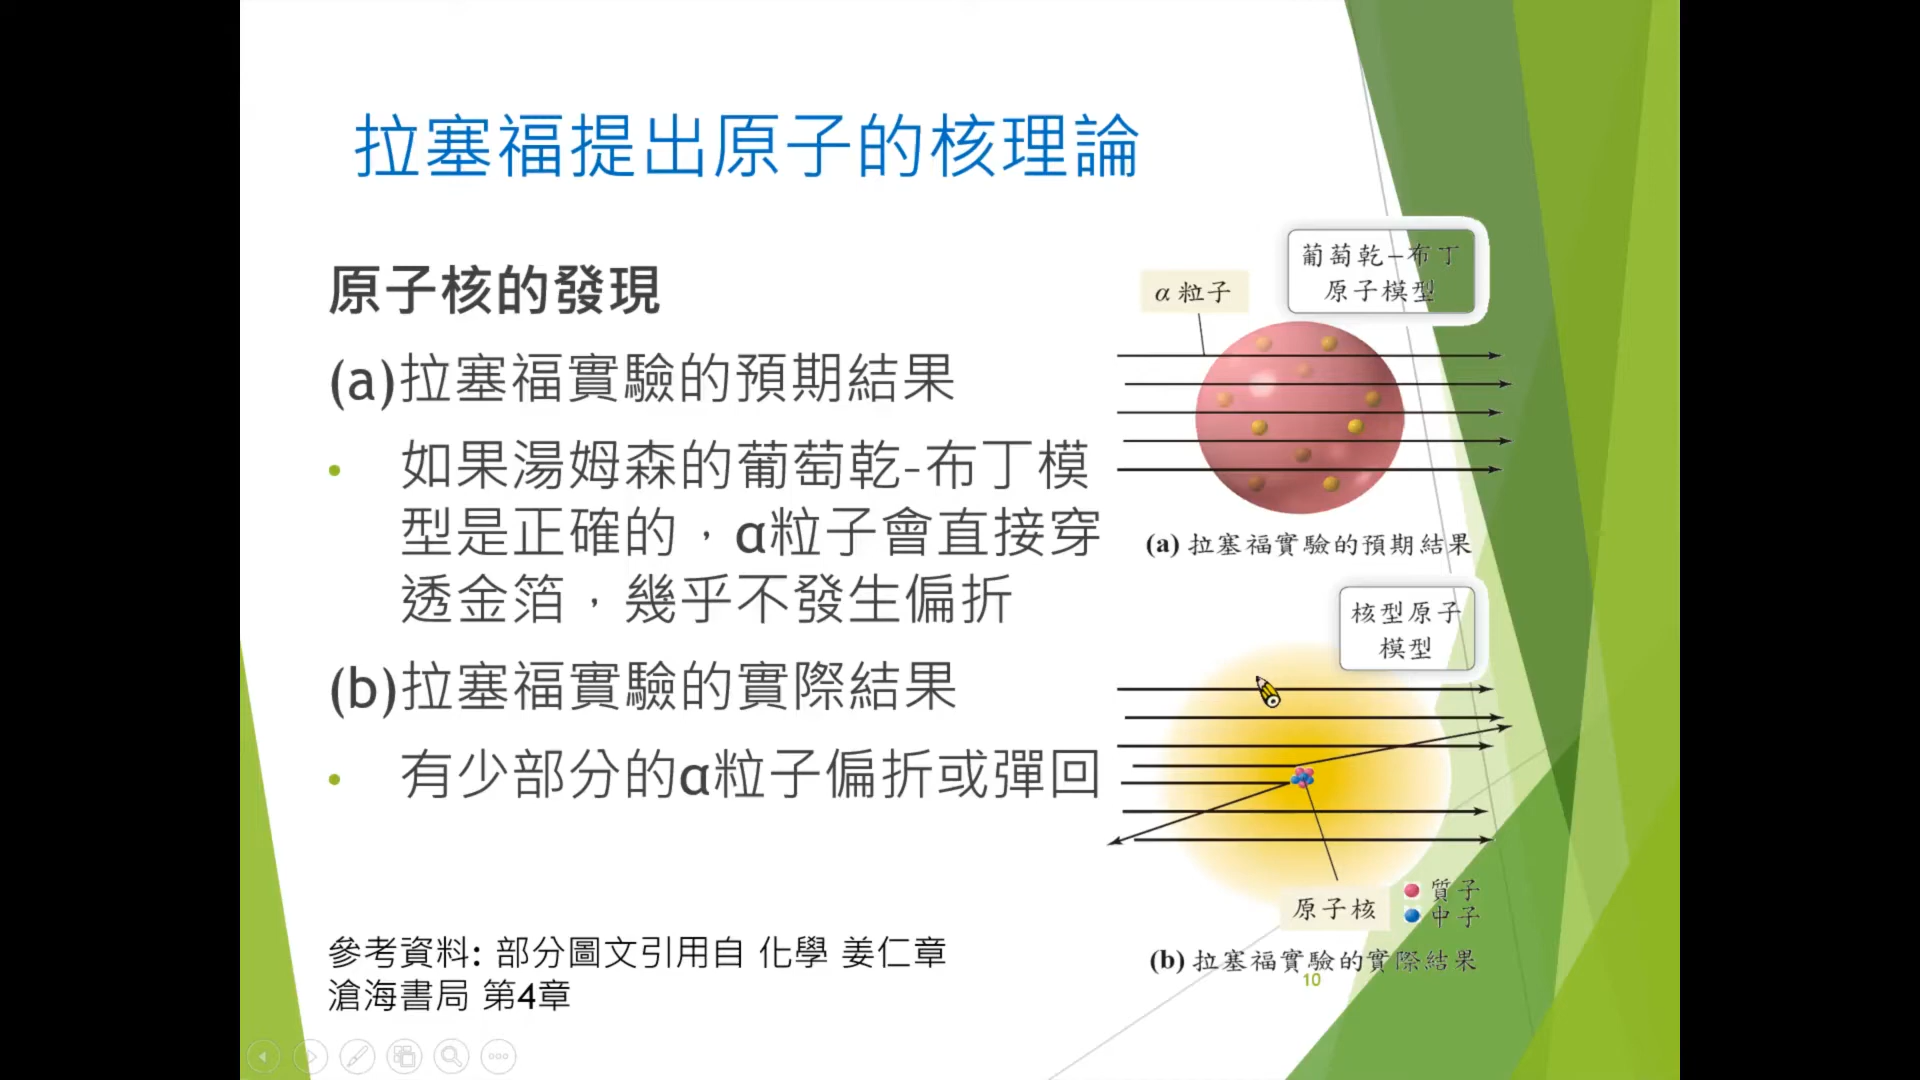 拉塞福提出原子的核理論
原子核的發現
(a)拉塞福實驗的預期結果
• 如果湯姆森的葡萄乾-布丁模
型是正確的，α粒子會直接穿
透金箔，幾乎不發生偏折
(b)拉塞福實驗的實際結果
• 有少部分的α粒子偏折或彈回
參考資料: 部分圖文引用自 化學 姜仁章
滄海書局 第4章
葡萄乾–布丁
原子模型
α 粒子
(a) 拉塞福實驗的預期結果
核型原子
模型
原子核
質子
中子
(b) 拉塞福實驗的實際結果
10